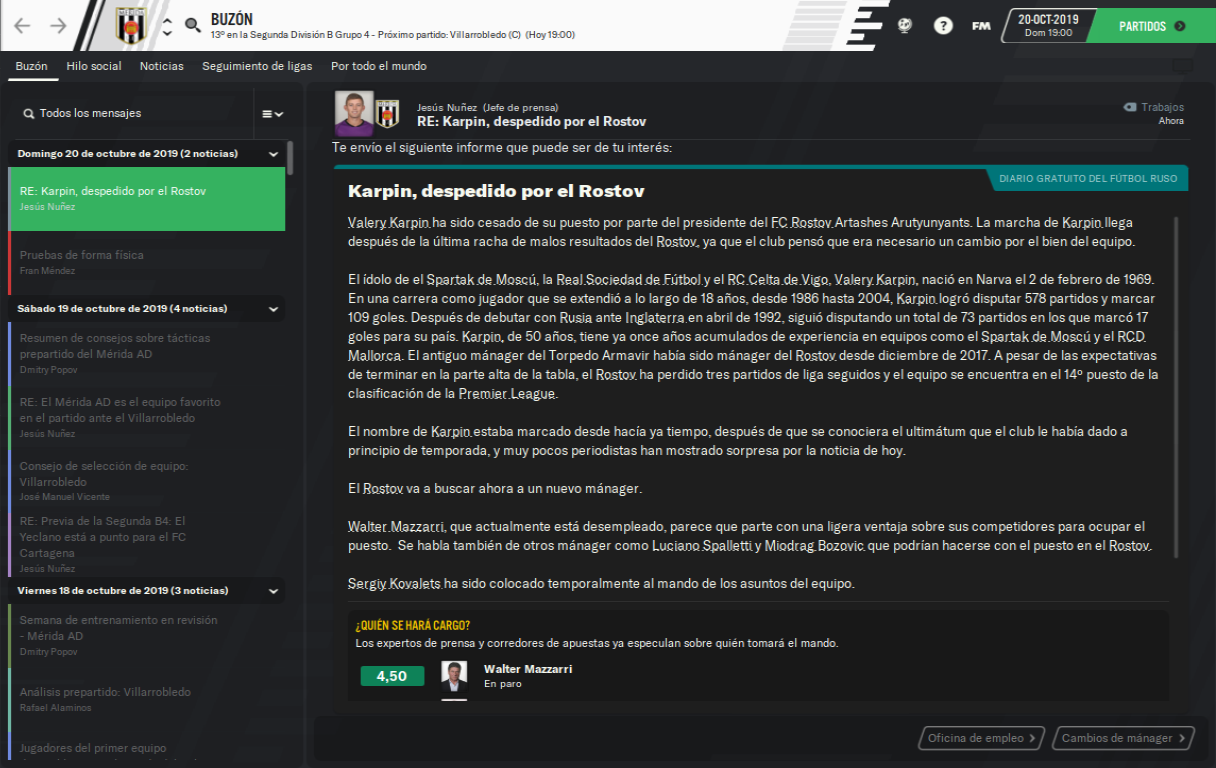 BUZÓN
13º en la Segunda División B Grupo 4 - Próximo partido: Villarrobledo (C) (Hoy 19:00)
?
FM
20-OCT-2019
Dom 19:00
PARTIDOS
Buzón Hilo social Noticias Seguimiento de ligas Por todo el mundo
Todos los mensajes
Domingo 20 de octubre de 2019 (2 noticias)
RE: Karpin, despedido por el Rostov
Jesús Nuñez
Pruebas de forma física
Fran Méndez
Sábado 19 de octubre de 2019 (4 noticias)
Resumen de consejos sobre tácticas
prepartido del Mérida AD
Dmitry Popov
RE: El Mérida AD es el equipo favorito
en el partido ante el Villarrobledo
Jesús Nuñez
Consejo de selección de equipo:
Villarrobledo
José Manuel Vicente
RE: Previa de la Segunda B4: El
Yeclano está a punto para el FC
Cartagena
Jesús Nuñez
Viernes 18 de octubre de 2019 (3 noticias)
Semana de entrenamiento en revisión
- Mérida AD
Dmitry Popov
Análisis prepartido: Villarrobledo
Rafael Alaminos
Jugadores del primer equipo
Jesús Nuñez (Jefe de prensa)
RE: Karpin, despedido por el Rostov
Trabajos
Ahora
Te envío el siguiente informe que puede ser de tu interés:
DIARIO GRATUITO DEL FÚTBOL RUSO
Karpin, despedido por el Rostov
Valery Karpin ha sido cesado de su puesto por parte del presidente del FC Rostov Artashes Arutyunyants. La marcha de Karpin llega
después de la última racha de malos resultados del Rostov, ya que el club pensó que era necesario un cambio por el bien del equipo.
El ídolo de el Spartak de Moscú, la Real Sociedad de Fútbol y el RC Celta de Vigo, Valery Karpin, nació en Narva el 2 de febrero de 1969.
En una carrera como jugador que se extendió a lo largo de 18 años, desde 1986 hasta 2004, Karpin logró disputar 578 partidos y marcar
109 goles. Después de debutar con Rusia ante Inglaterra en abril de 1992, siguió disputando un total de 73 partidos en los que marcó 17
goles para su país. Karpin, de 50 años, tiene ya once años acumulados de experiencia en equipos como el Spartak de Moscú y el RCD
Mallorca. El antiguo mánager del Torpedo Armavir había sido mánager del Rostov desde diciembre de 2017. A pesar de las expectativas
de terminar en la parte alta de la tabla, el Rostov ha perdido tres partidos de liga seguidos y el equipo se encuentra en el 14º puesto de la
clasificación de la Premier League.
El nombre de Karpin estaba marcado desde hacía ya tiempo, después de que se conociera el ultimátum que el club le había dado a
principio de temporada, y muy pocos periodistas han mostrado sorpresa por la noticia de hoy.
El Rostov va a buscar ahora a un nuevo mánager.
Walter Mazzarri, que actualmente está desempleado, parece que parte con una ligera ventaja sobre sus competidores para ocupar el
puesto. Se habla también de otros mánager como Luciano Spalletti y Miodrag Bozovic que podrían hacerse con el puesto en el Rostov.
Sergiy Kovalets ha sido colocado temporalmente al mando de los asuntos del equipo.
¿QUIÉN SE HARÁ CARGO?
Los expertos de prensa y corredores de apuestas ya especulan sobre quién tomará el mando.
4,50
Walter Mazzarri
En paro
Oficina de empleo
Cambios de mánager